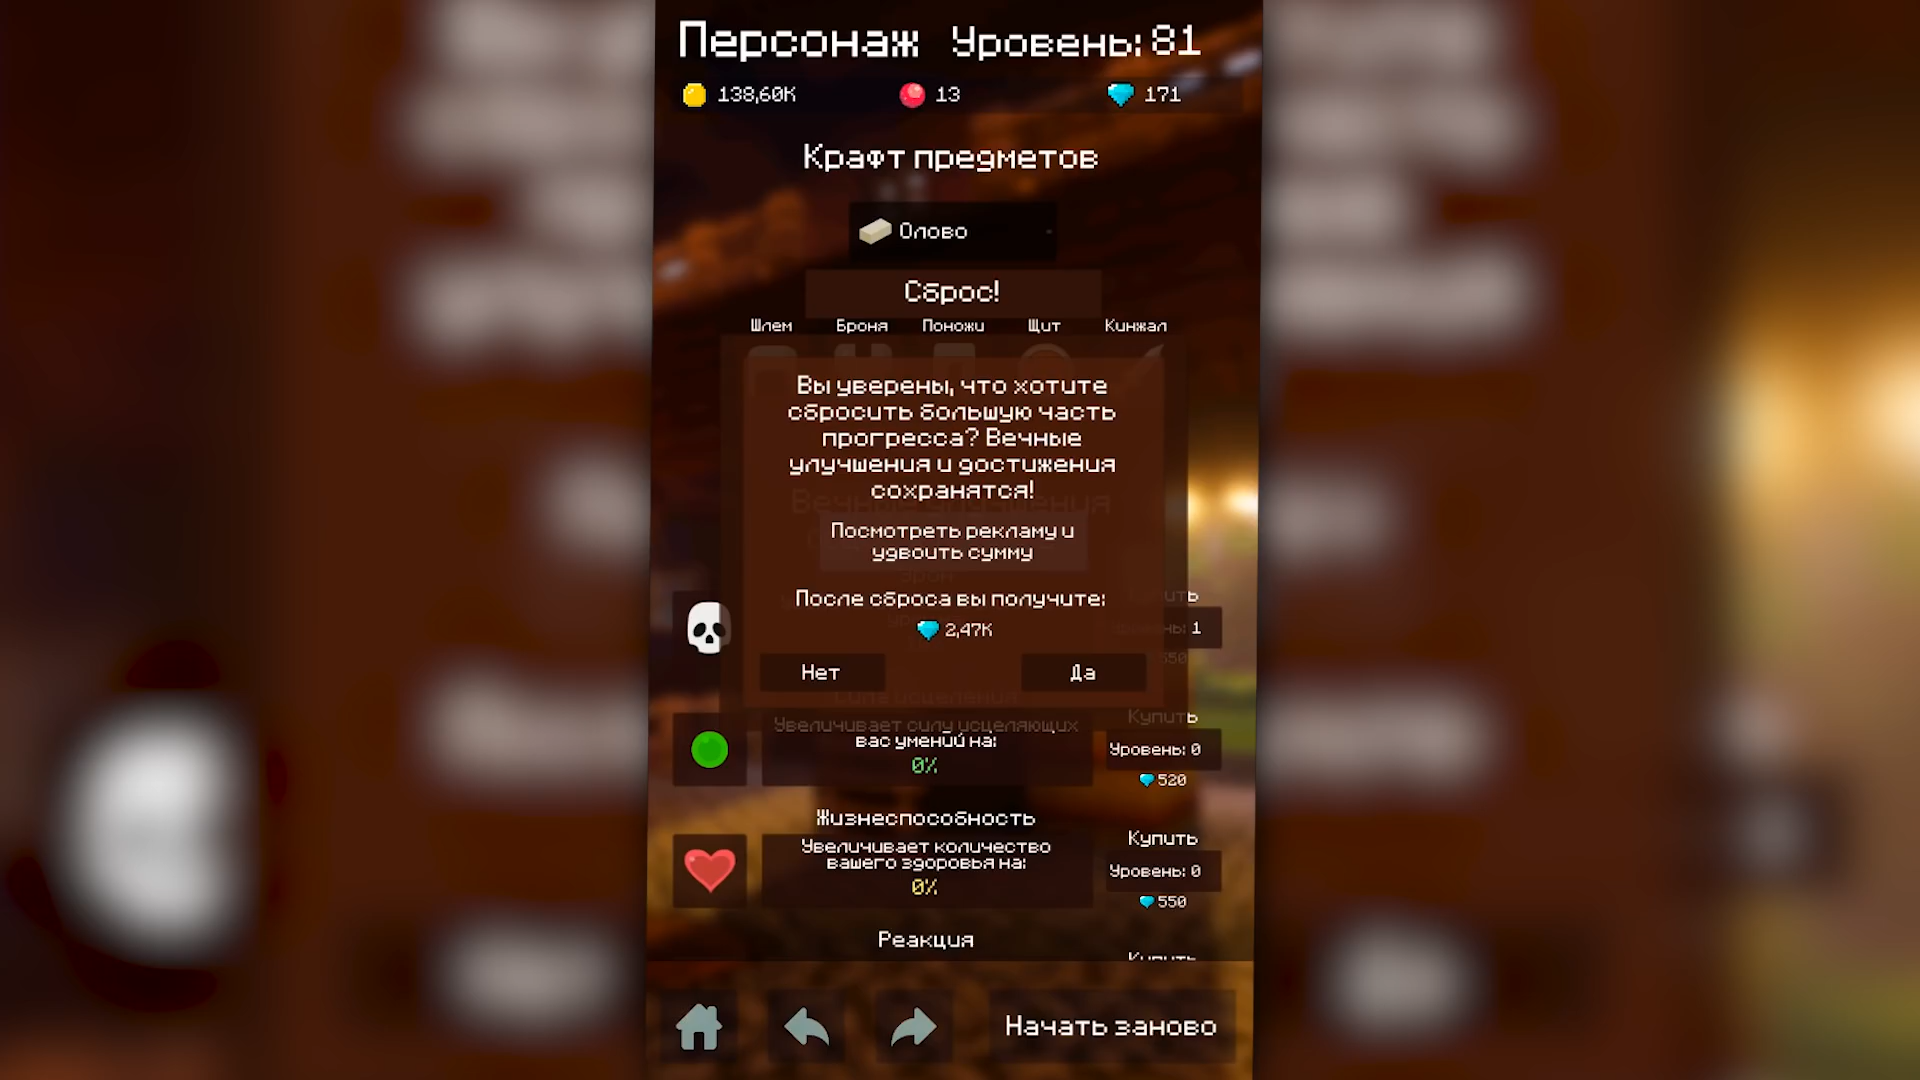 Персонаж Уровень: 81
138,60K 13 171
Крафт предметов
Олово
Сброс!
Шлем Броня Поножи Щит Кинжал
Вы уверены, что хотите
сбросить большую часть
прогресса? Вечные
улучшения и достижения
сохранятся!
Посмотреть рекламу и
удвоить сумму
После сброса вы получите:
2,47K
Нет Да
1
Увеличивает силу исцеляющих
вас умений на:
0%
Купить
Уровень: 0
520
Жизнеспособность
Увеличивает количество
вашего здоровья на:
0%
Купить
Уровень: 0
550
Реакция
Купить
Начать заново